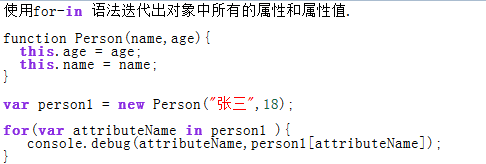 使用for-in 语法迭代出对象中所有的属性和属性值.
function Person(name,age){
this.age = age;
this.name = name;
}
var person1 = new Person("张三",18);
for(var attributeName in person1 ){
console.debug(attributeName,person1[attributeName]);
}